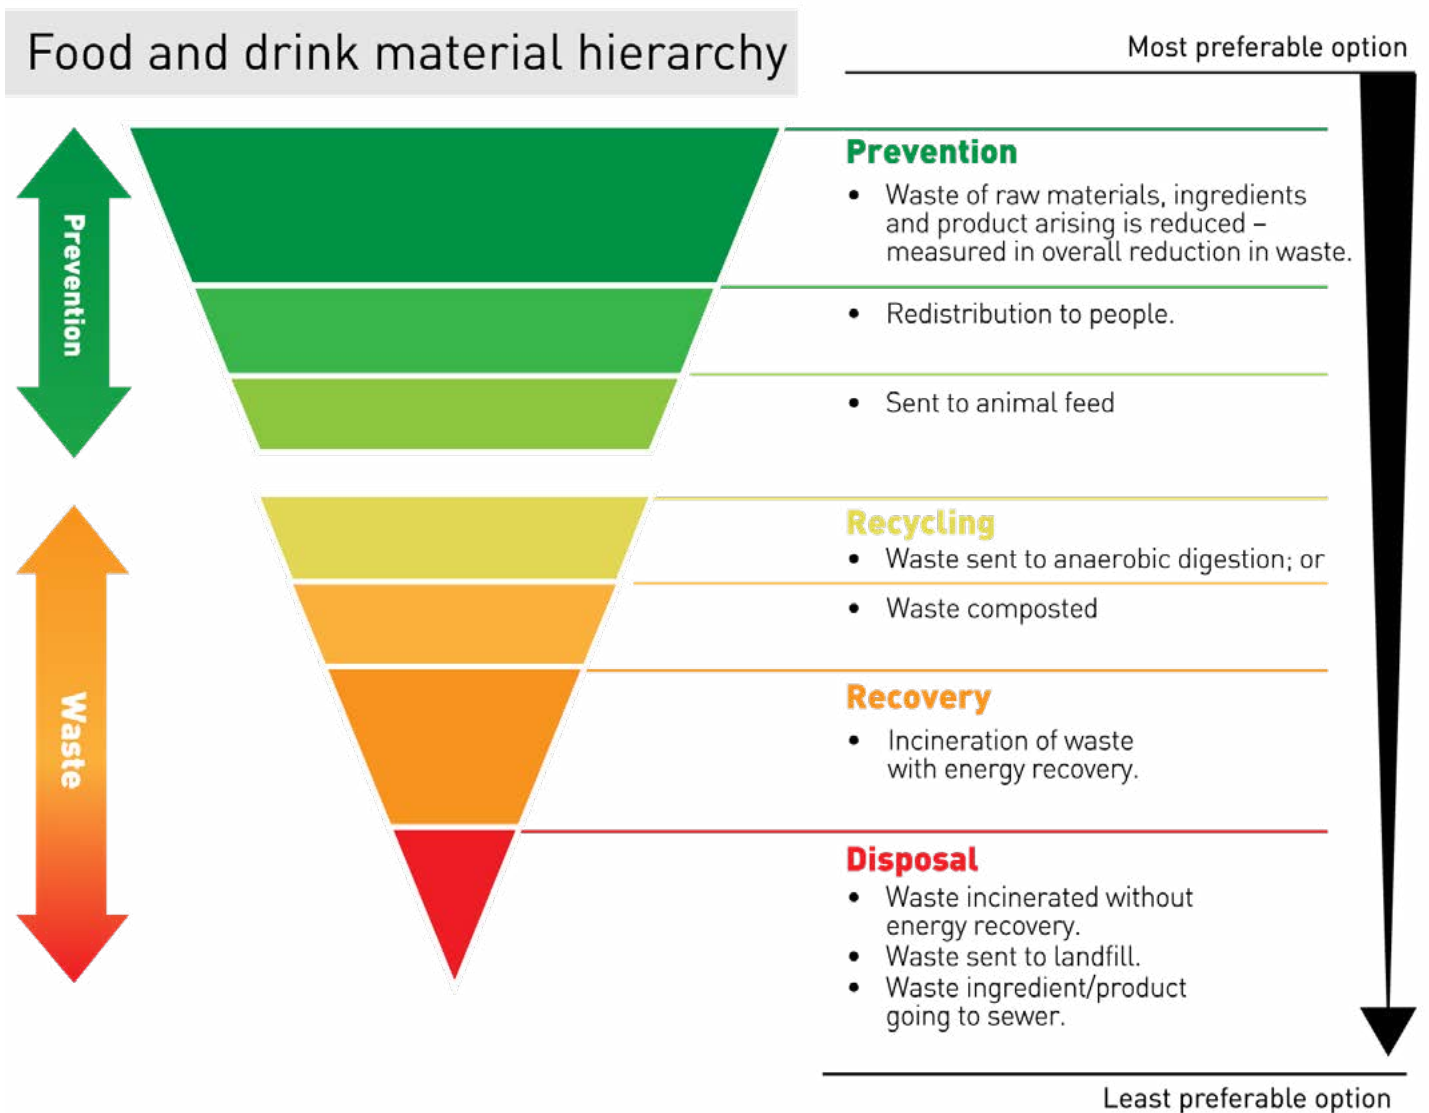 Food and drink material hierarchy
Most preferable option
Prevention
Prevention
• Waste of raw materials, ingredients
and product arising is reduced –
measured in overall reduction in waste.
• Redistribution to people.
• Sent to animal feed
Waste
Recycling
• Waste sent to anaerobic digestion; or
• Waste composted
Recovery
• Incineration of waste
with energy recovery.
Disposal
• Waste incinerated without
energy recovery.
• Waste sent to landfill.
• Waste ingredient/product
going to sewer.
Least preferable option